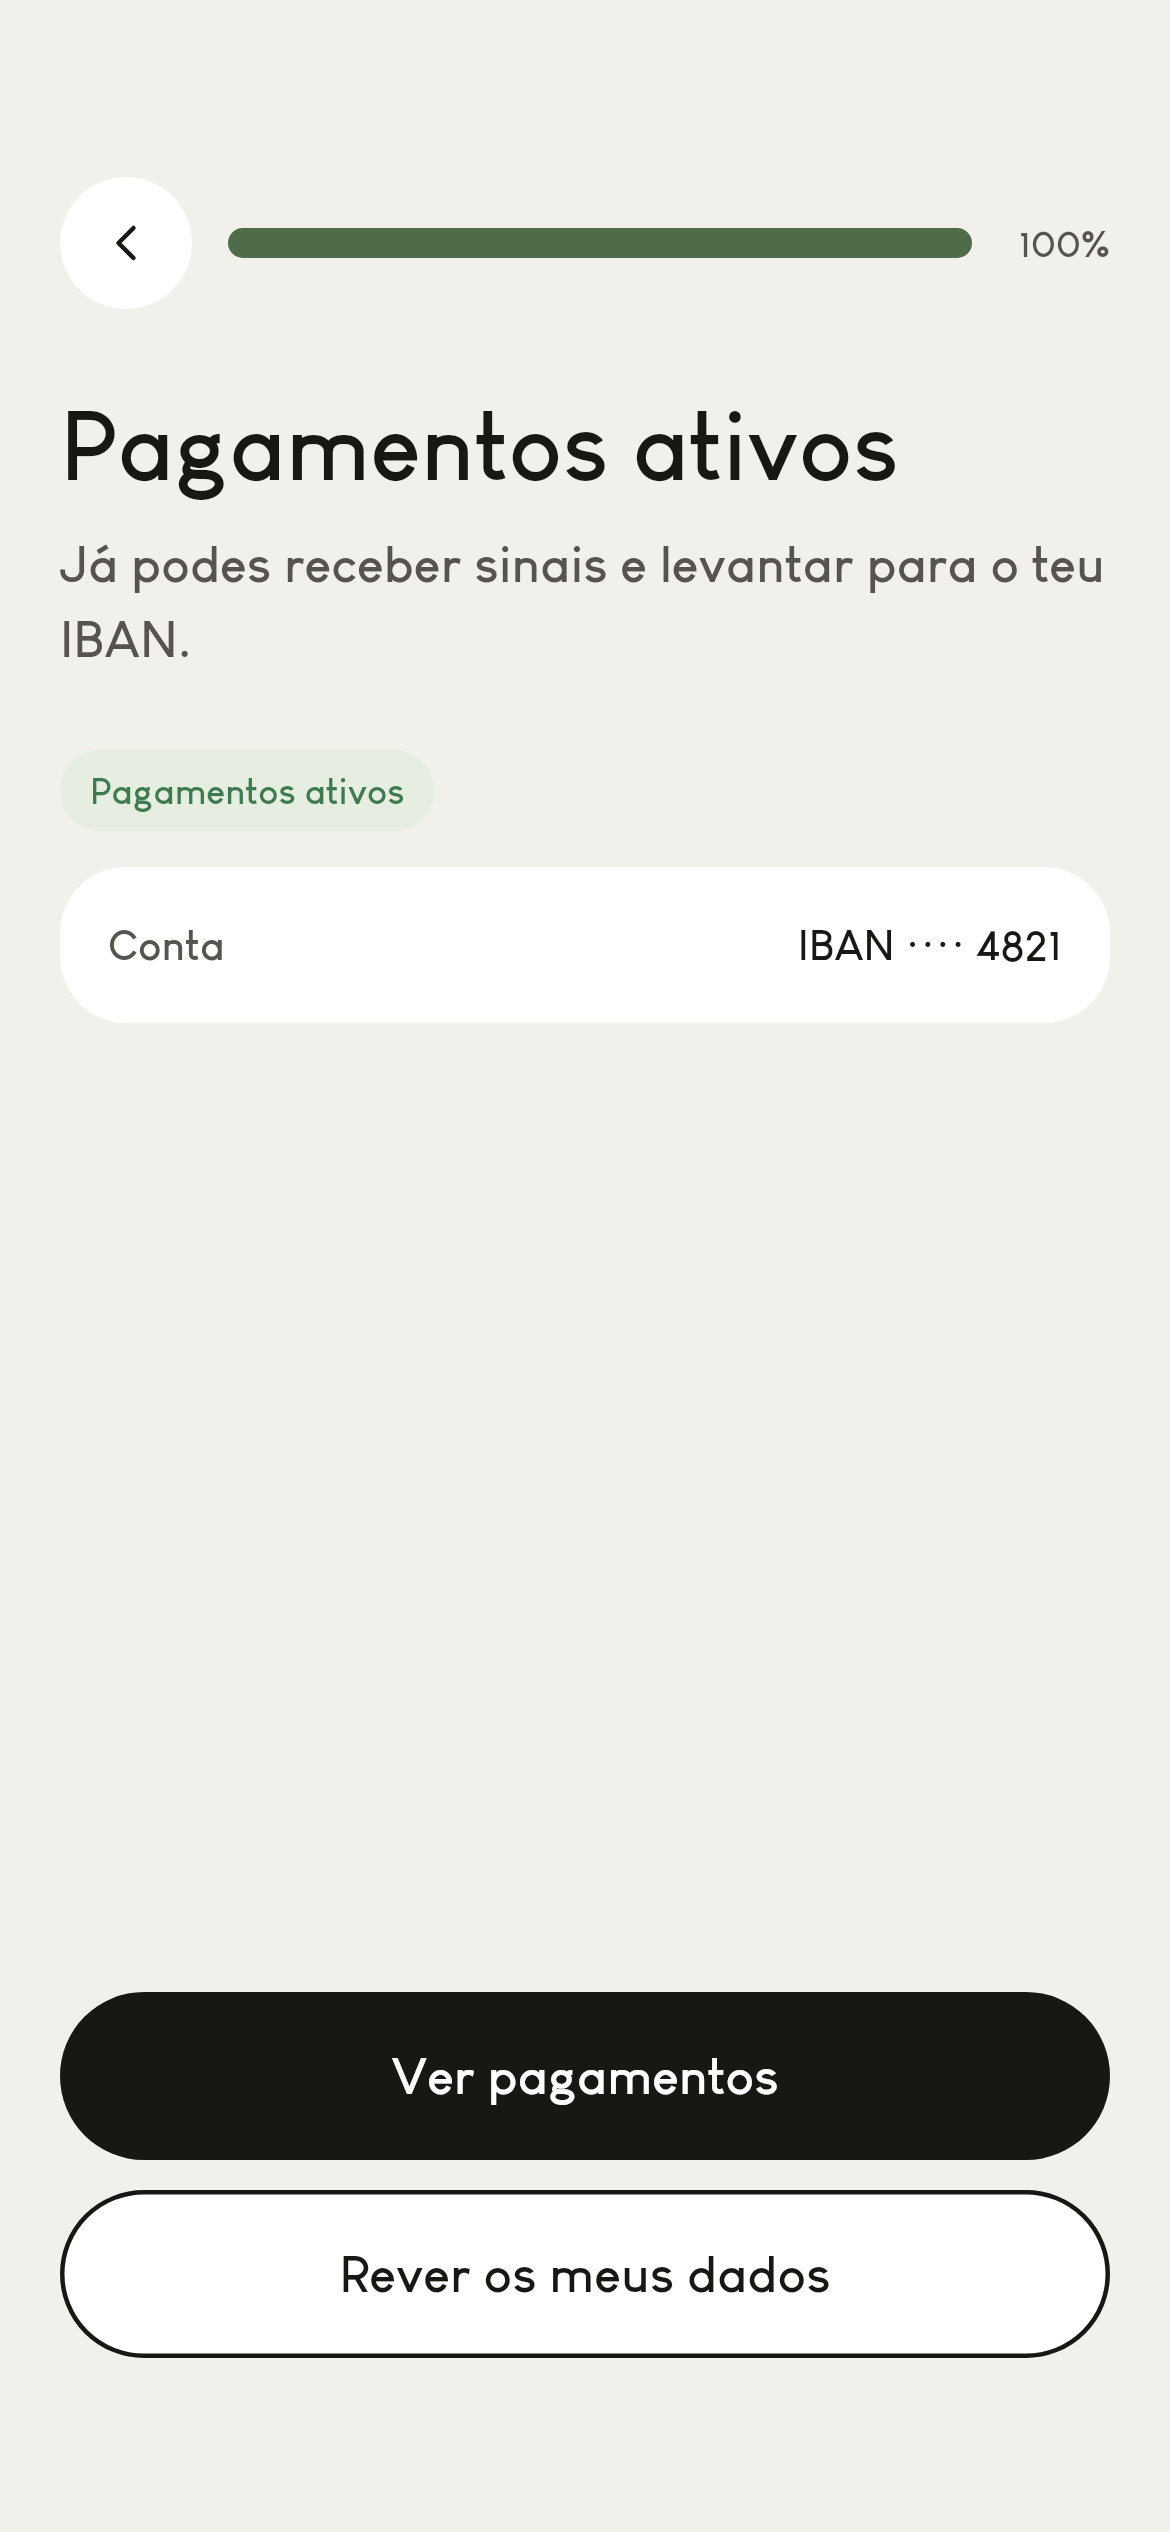 100%
Pagamentos ativos
Já podes receber sinais e levantar para o teu
IBAN.
Pagamentos ativos
Conta
IBAN ···· 4821
Ver pagamentos
Rever os meus dados